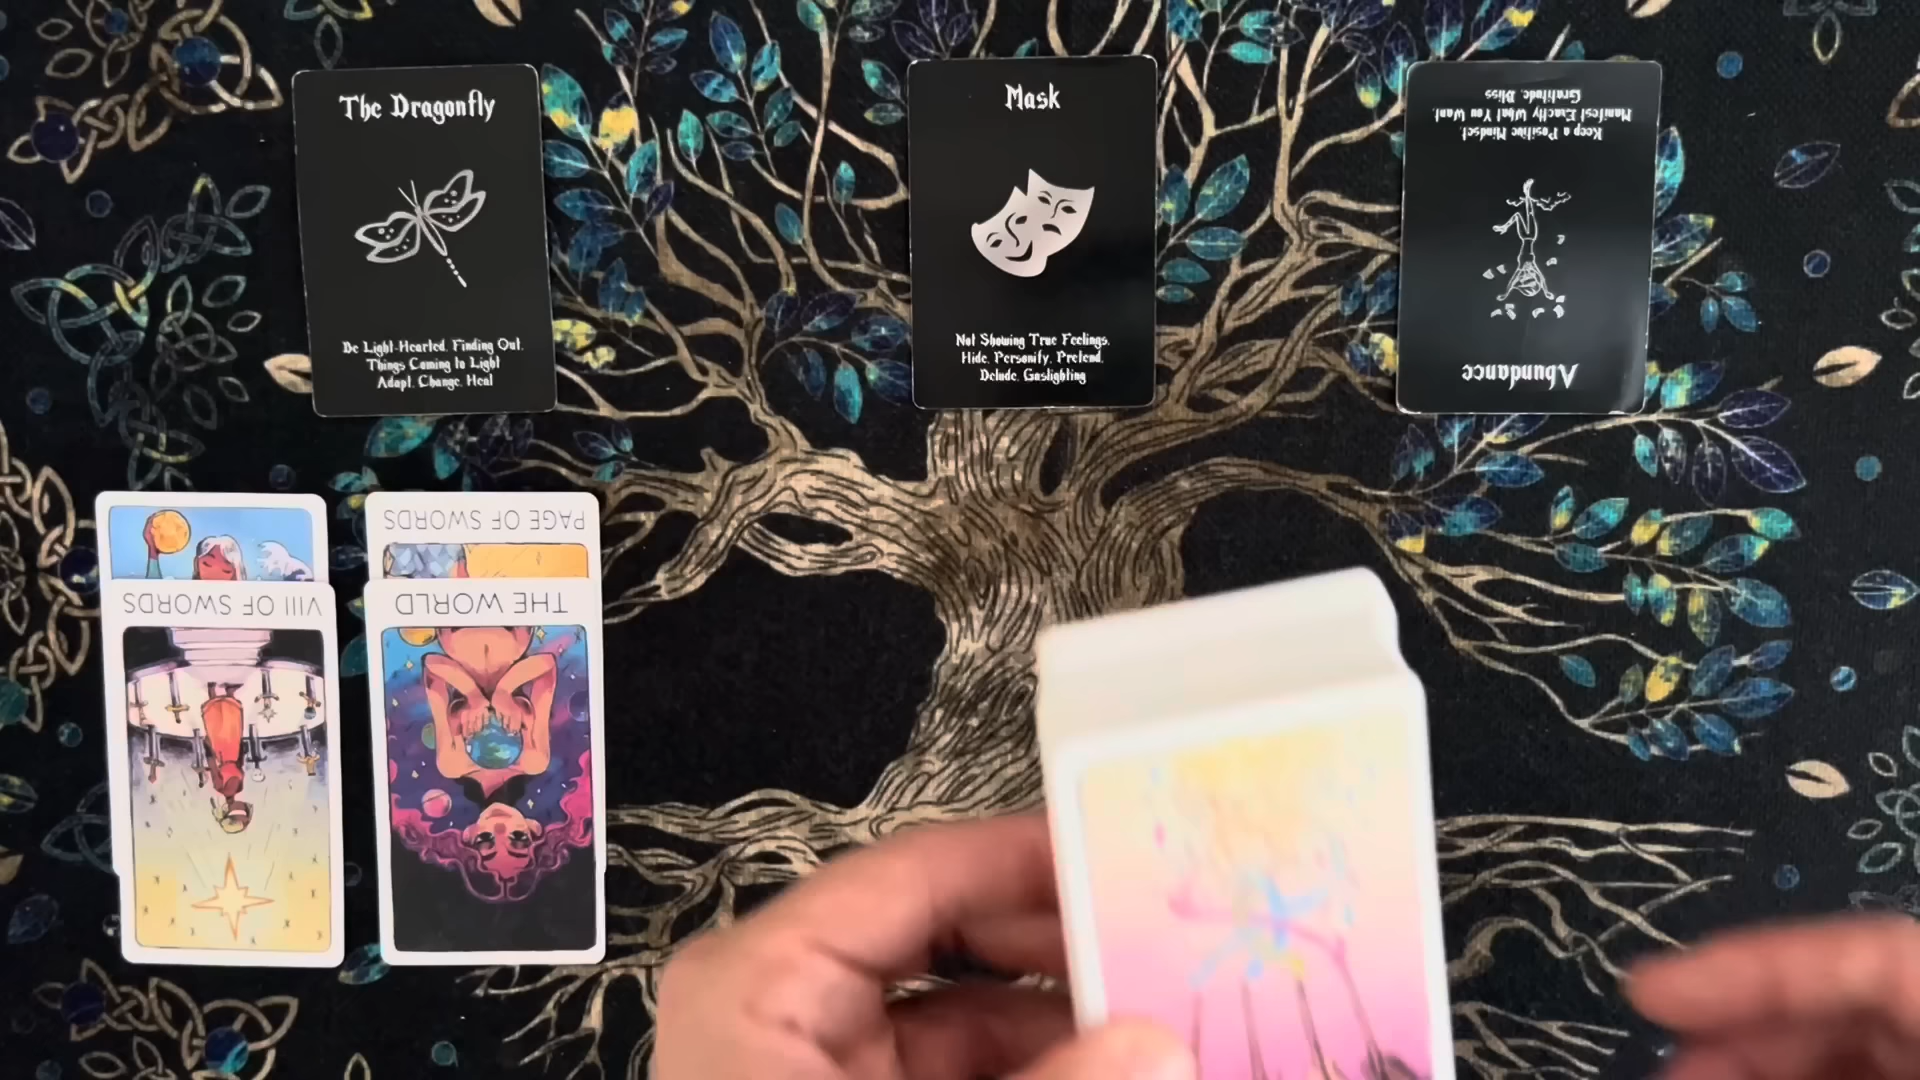 The Dragonfly
Be Light-Hearted. Finding Out.
Things Coming to Light
Adapt. Change. Heal
Mask
Not Showing True Feelings.
Hide. Personify. Pretend.
Delude. Gaslighting
Abundance
Keep a Positive Mindset.
Manifest Exactly What You Want.
Gratitude. Bliss
VIII OF SWORDS
PAGE OF SWORDS
THE WORLD